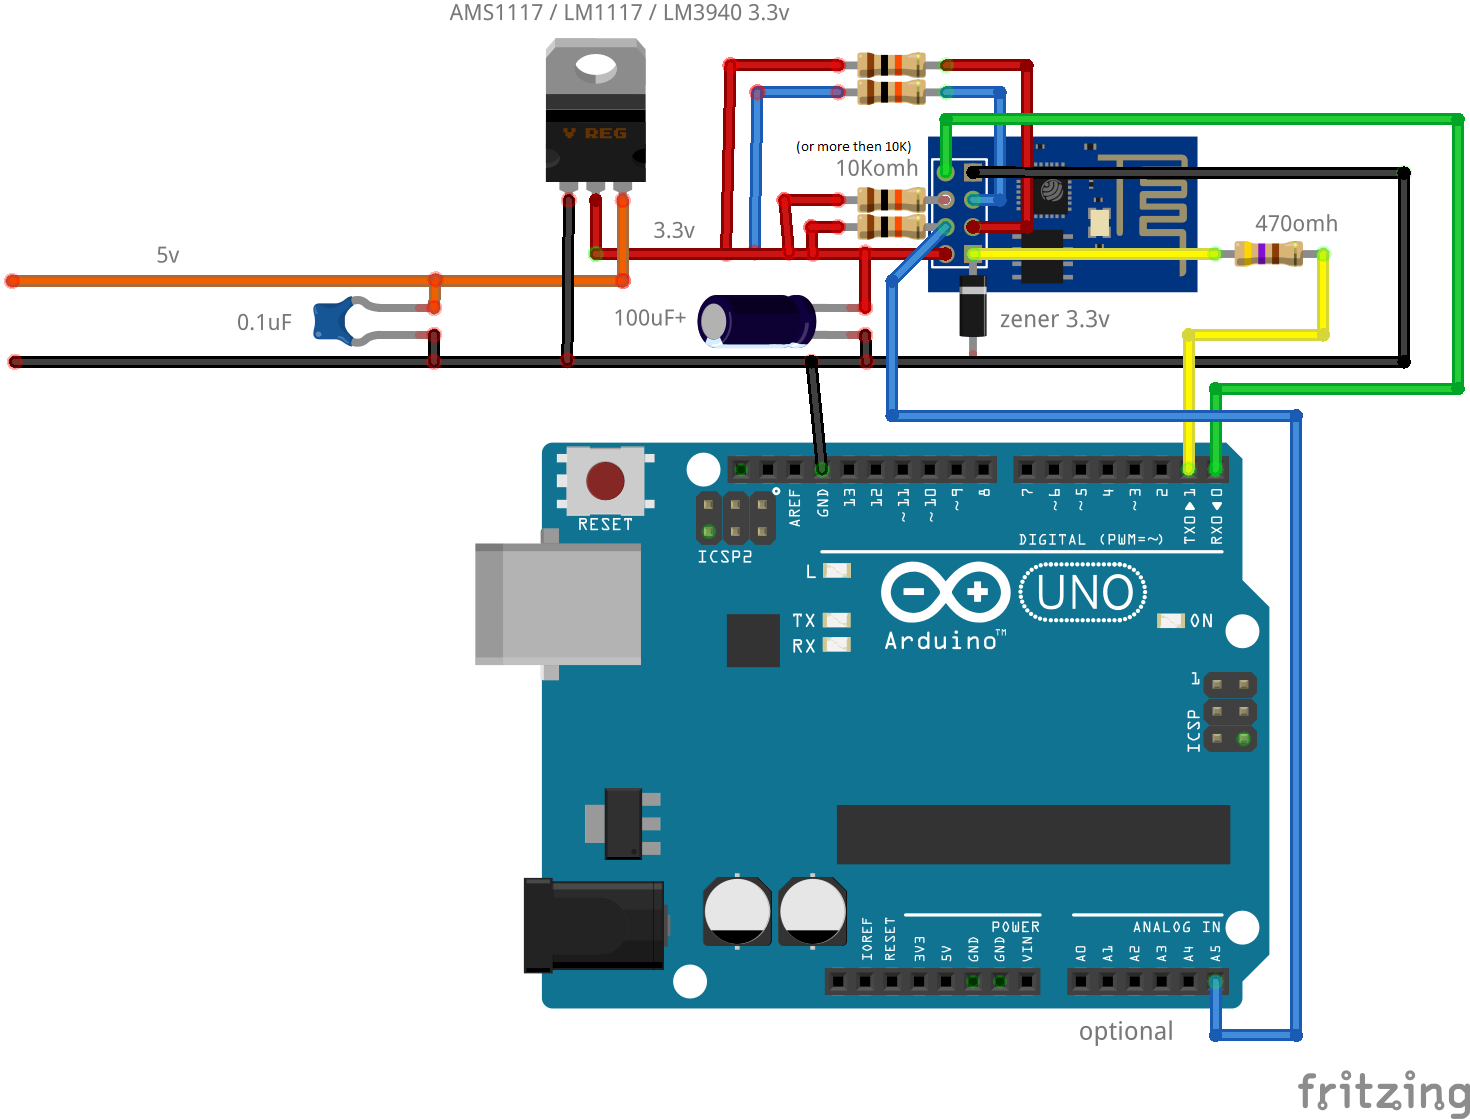 AMS1117 / LM1117 / LM3940 3.3v
V REG
(or more then 10K)
10Komh
470omh
3.3v
5v
0.1uF
100uF+
zener 3.3v
RESET
AREF
GND
13
12
~11
~10
~9
8
7
~6
~5
4
~3
2
TX0▶1
RX0◀0
ICSP2
DIGITAL (PWM=~)
L
TX
RX
UNO
ON
Arduino™
1
ICSP
POWER
ANALOG IN
IOREF
RESET
3V3
5V
GND
GND
VIN
A0
A1
A2
A3
A4
A5
optional
fritzing